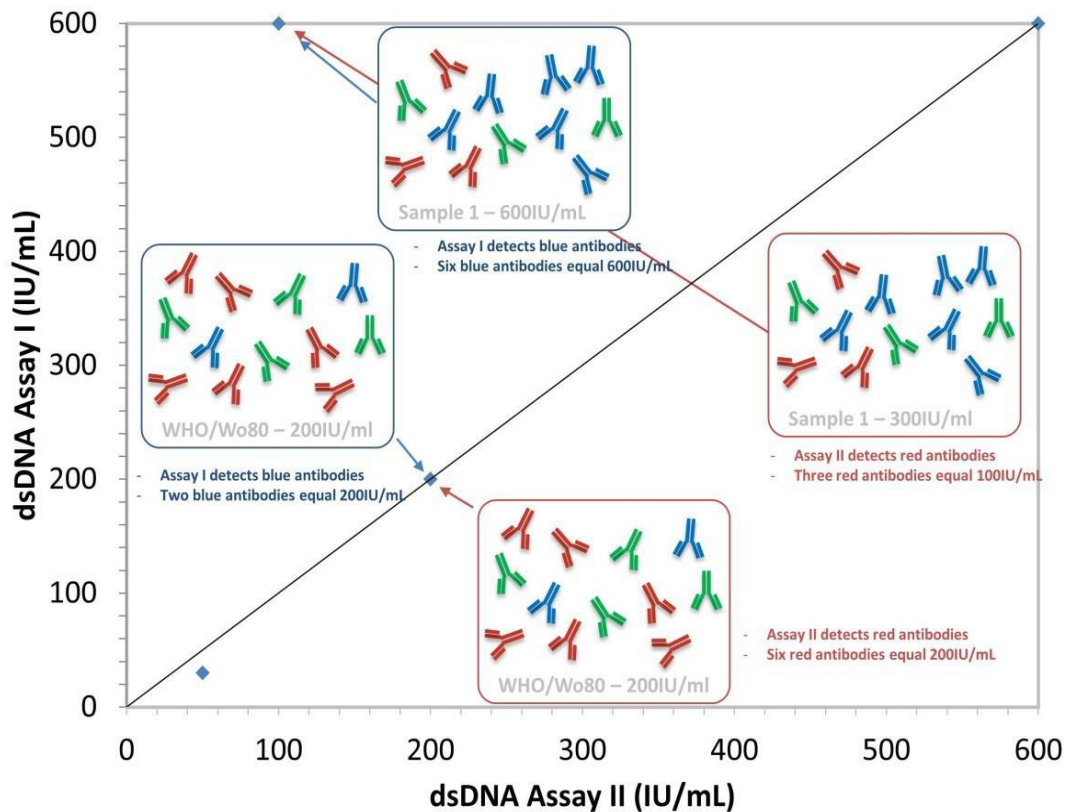 600
500
400
300
200
100
0
dsDNA Assay I (IU/mL)
Sample 1 – 600IU/mL
- Assay I detects blue antibodies
- Six blue antibodies equal 600IU/mL
WHO/Wo80 – 200IU/ml
- Assay I detects blue antibodies
- Two blue antibodies equal 200IU/mL
Sample 1 – 300IU/ml
- Assay II detects red antibodies
- Three red antibodies equal 100IU/mL
WHO/Wo80 – 200IU/ml
- Assay II detects red antibodies
- Six red antibodies equal 200IU/mL
0 100 200 300 400 500 600
dsDNA Assay II (IU/mL)